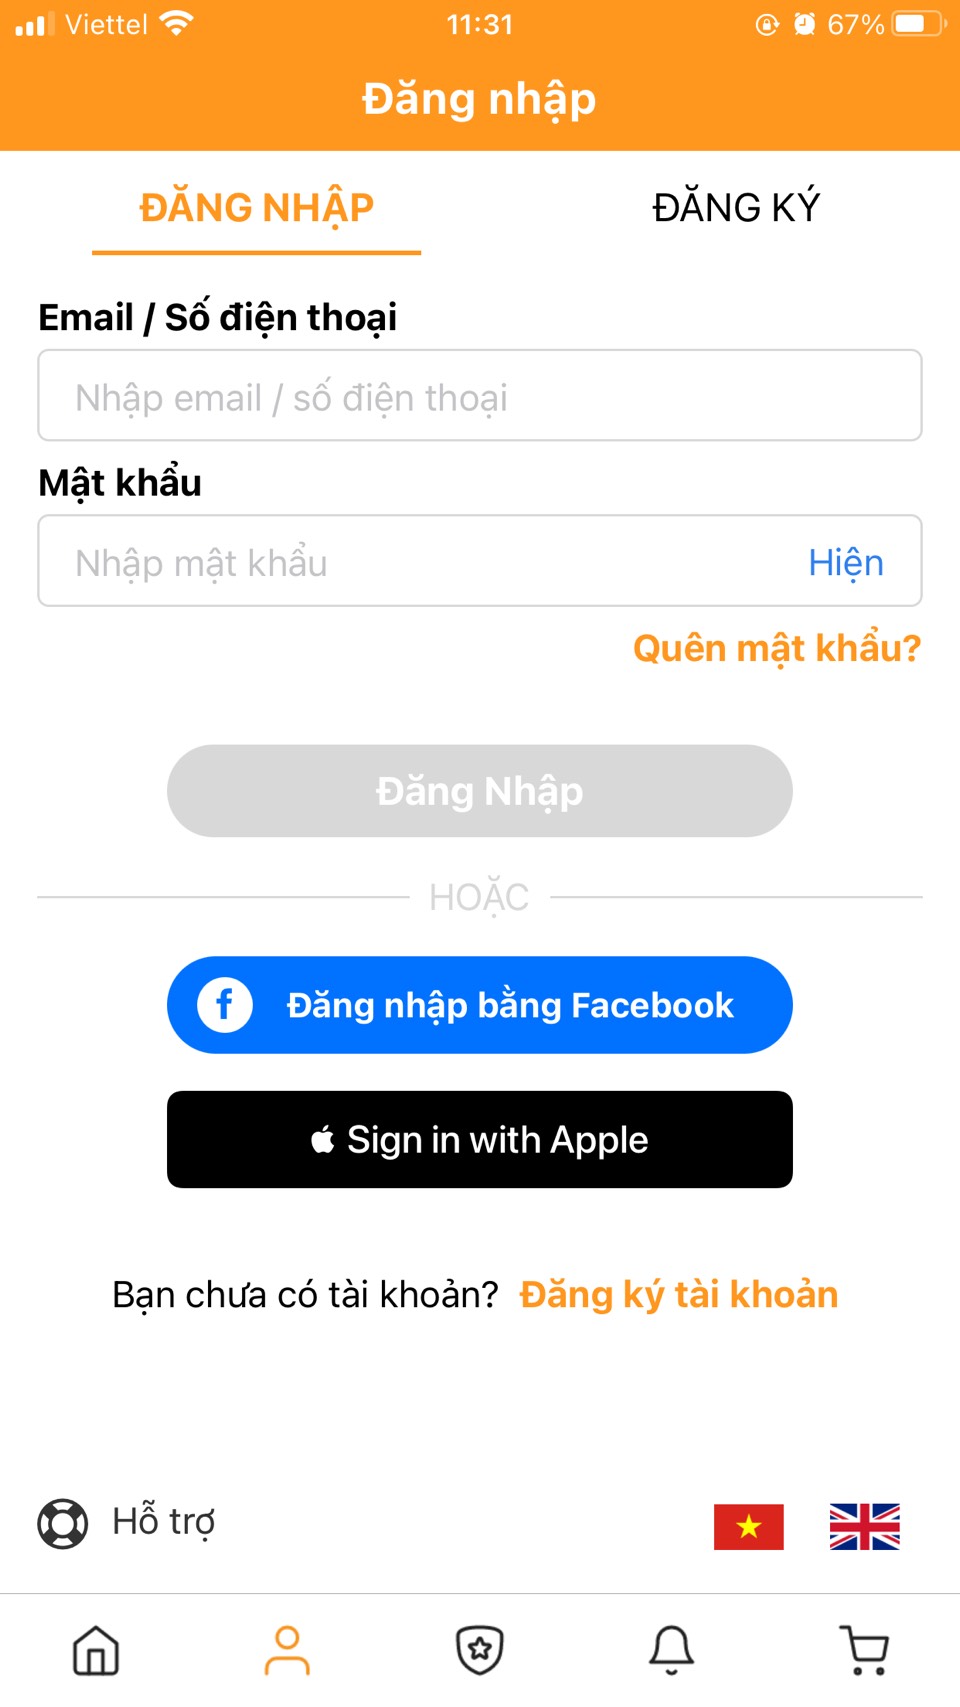 Viettel 11:31 67%
Đăng nhập
ĐĂNG NHẬP ĐĂNG KÝ
Email / Số điện thoại
Nhập email / số điện thoại
Mật khẩu
Nhập mật khẩu Hiện
Quên mật khẩu?
Đăng Nhập
HOẶC
f Đăng nhập bằng Facebook
Sign in with Apple
Bạn chưa có tài khoản? Đăng ký tài khoản
Hỗ trợ